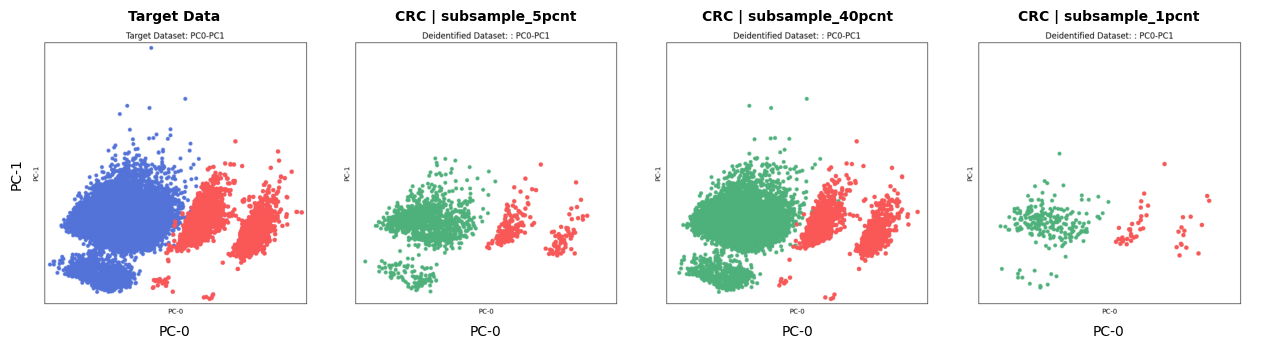 Target Data
Target Dataset: PC0-PC1
PC-1
PC-1
PC-0
PC-0
CRC | subsample_5pcnt
Deidentified Dataset: : PC0-PC1
PC-1
PC-0
PC-0
CRC | subsample_40pcnt
Deidentified Dataset: : PC0-PC1
PC-1
PC-0
PC-0
CRC | subsample_1pcnt
Deidentified Dataset: : PC0-PC1
PC-1
PC-0
PC-0